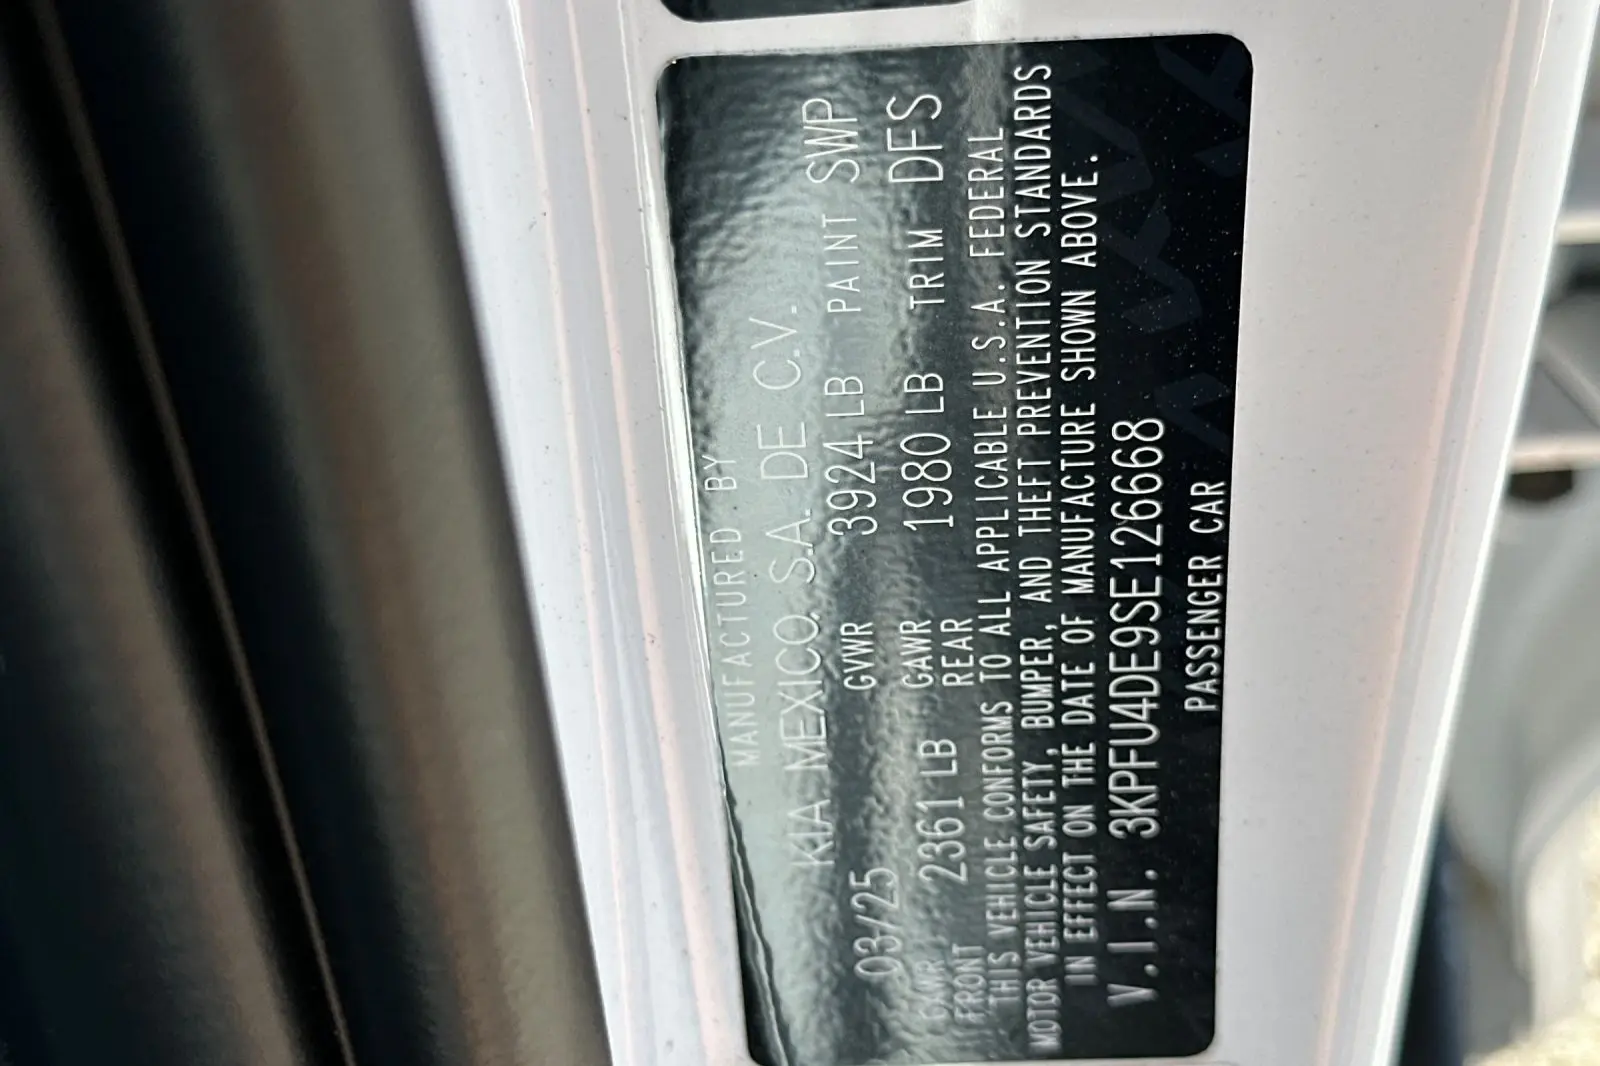 MANUFACTURED BY
KIA MEXICO. S.A. DE C.V.
03/25 GVWR 3924 LB PAINT SWP
GAWR FRONT 2361 LB GAWR REAR 1980 LB TRIM DFS
THIS VEHICLE CONFORMS TO ALL APPLICABLE U.S.A. FEDERAL
MOTOR VEHICLE SAFETY, BUMPER, AND THEFT PREVENTION STANDARDS
IN EFFECT ON THE DATE OF MANUFACTURE SHOWN ABOVE.
V.I.N. 3KPFU4DE9SE126668
PASSENGER CAR